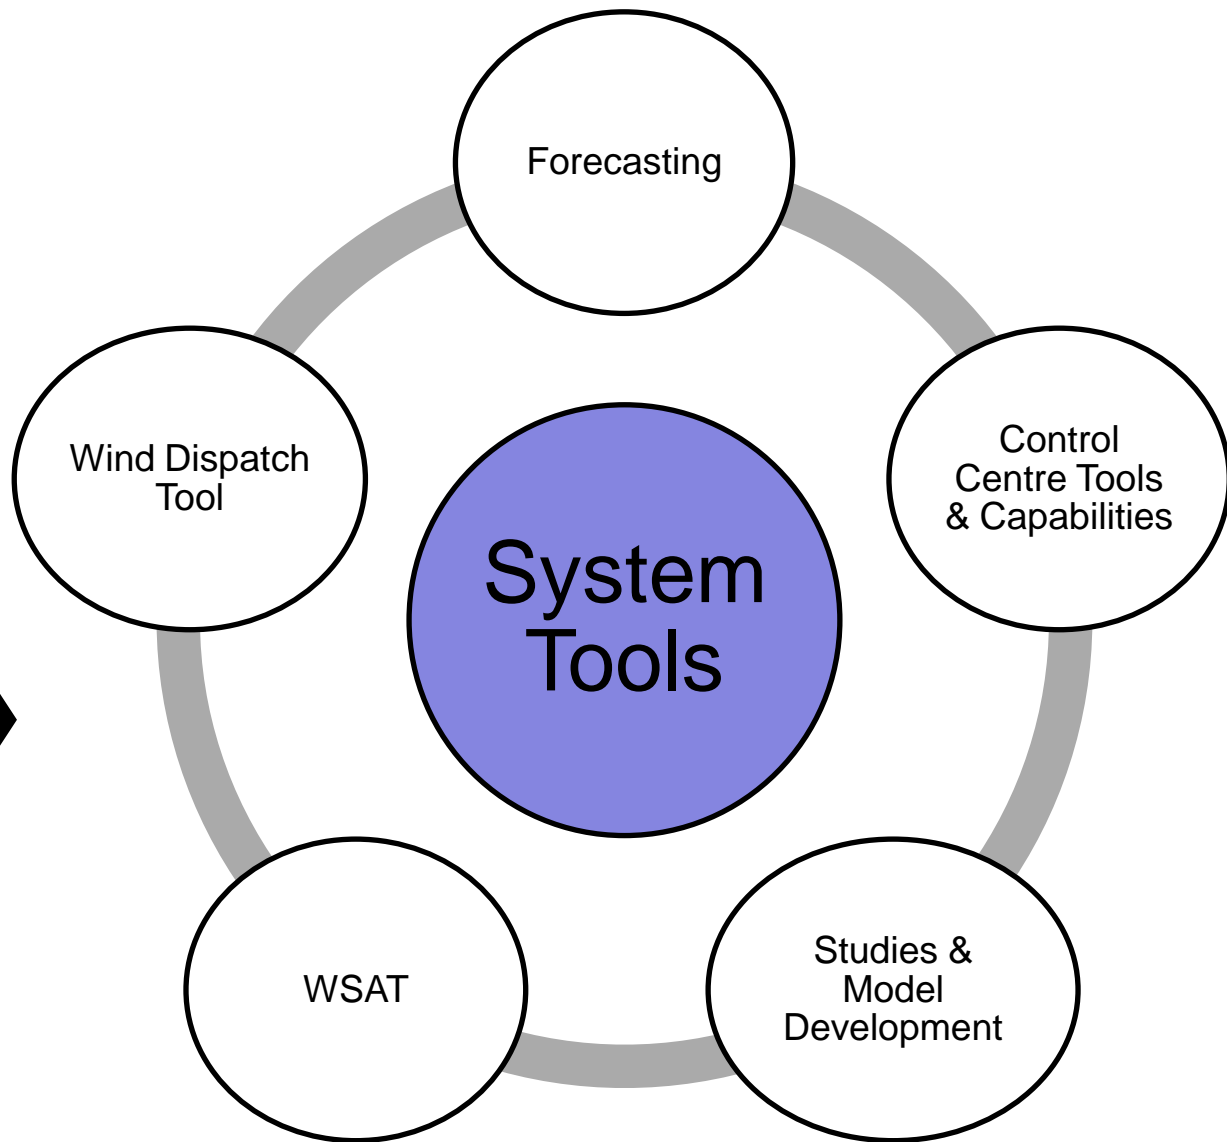 Forecasting
Control
Centre Tools
& Capabilities
Wind Dispatch
Tool
System
Tools
Studies &
Model
Development
WSAT